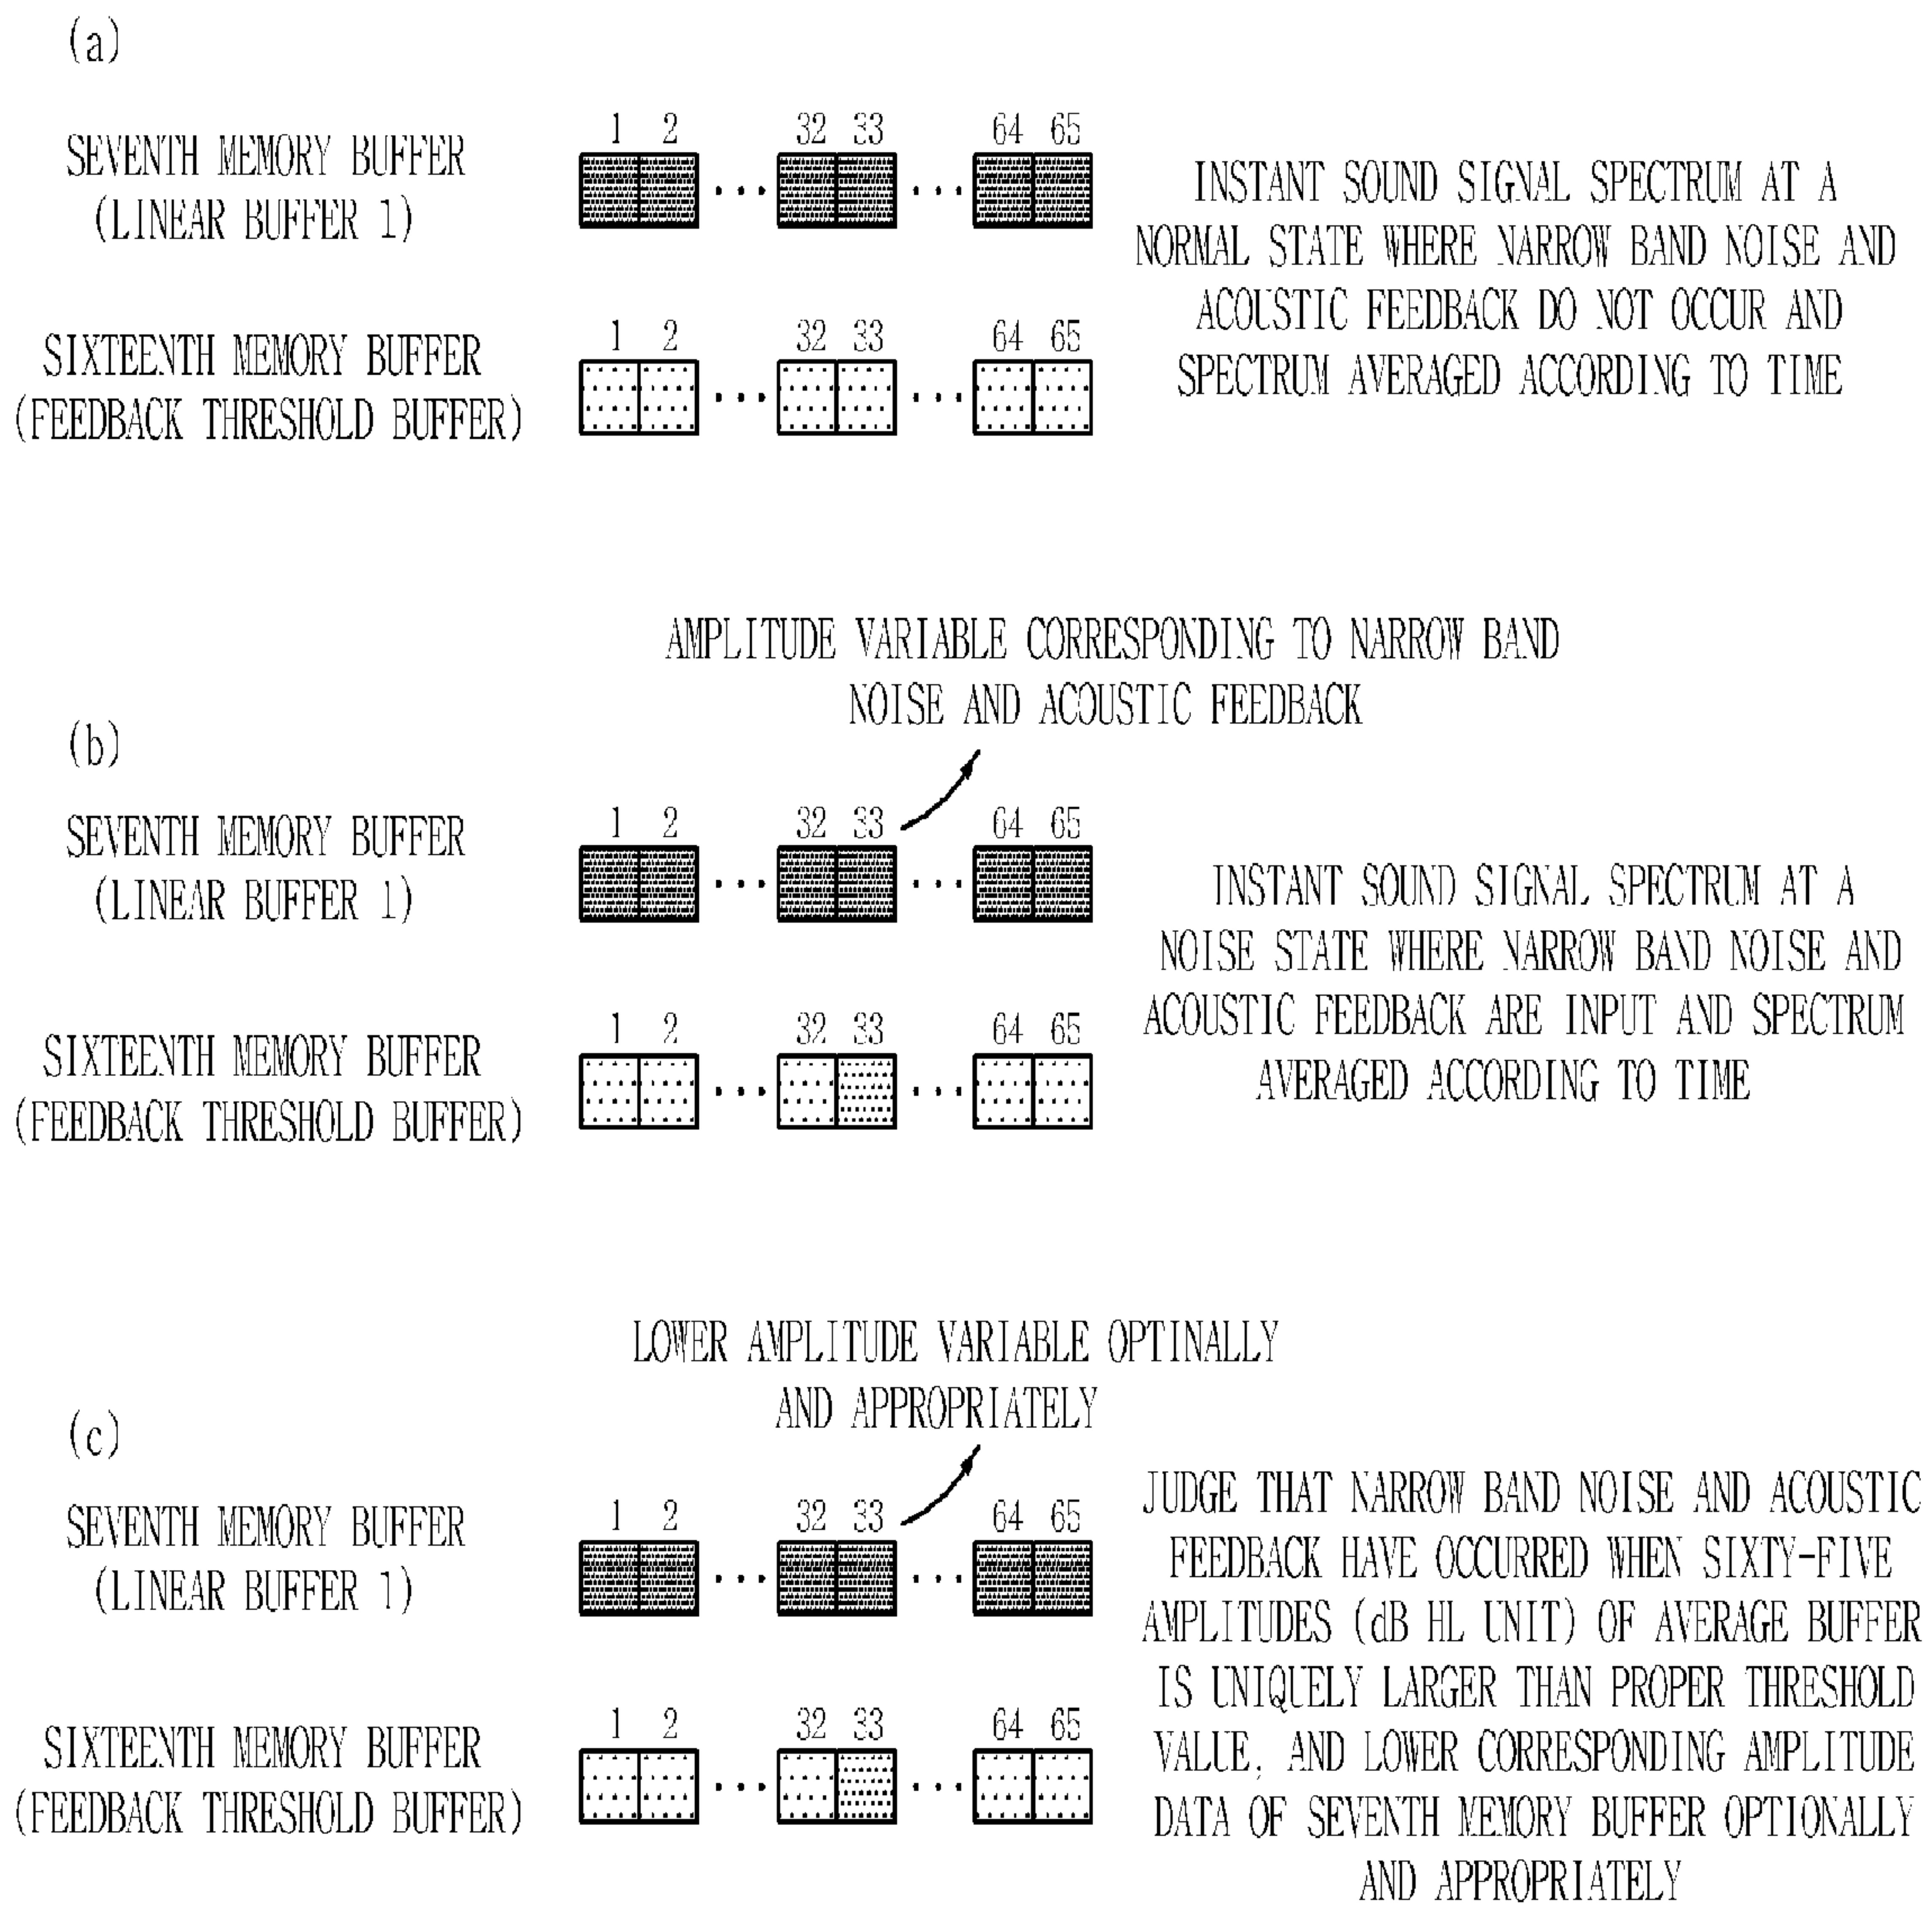 (a)
1 2 32 33 64 65
SEVENTH MEMORY BUFFER
(LINEAR BUFFER 1)
... ...
INSTANT SOUND SIGNAL SPECTRUM AT A
NORMAL STATE WHERE NARROW BAND NOISE AND
ACOUSTIC FEEDBACK DO NOT OCCUR AND
SPECTRUM AVERAGED ACCORDING TO TIME
1 2 32 33 64 65
SIXTEENTH MEMORY BUFFER
(FEEDBACK THRESHOLD BUFFER)
... ...
AMPLITUDE VARIABLE CORRESPONDING TO NARROW BAND
NOISE AND ACOUSTIC FEEDBACK
(b)
1 2 32 33 64 65
SEVENTH MEMORY BUFFER
(LINEAR BUFFER 1)
... ...
INSTANT SOUND SIGNAL SPECTRUM AT A
NOISE STATE WHERE NARROW BAND NOISE AND
ACOUSTIC FEEDBACK ARE INPUT AND SPECTRUM
AVERAGED ACCORDING TO TIME
1 2 32 33 64 65
SIXTEENTH MEMORY BUFFER
(FEEDBACK THRESHOLD BUFFER)
... ...
LOWER AMPLITUDE VARIABLE OPTINALLY
AND APPROPRIATELY
(c)
1 2 32 33 64 65
SEVENTH MEMORY BUFFER
(LINEAR BUFFER 1)
... ...
JUDGE THAT NARROW BAND NOISE AND ACOUSTIC
FEEDBACK HAVE OCCURRED WHEN SIXTY-FIVE
AMPLITUDES (dB HL UNIT) OF AVERAGE BUFFER
IS UNIQUELY LARGER THAN PROPER THRESHOLD
VALUE, AND LOWER CORRESPONDING AMPLITUDE
DATA OF SEVENTH MEMORY BUFFER OPTIONALLY
AND APPROPRIATELY
1 2 32 33 64 65
SIXTEENTH MEMORY BUFFER
(FEEDBACK THRESHOLD BUFFER)
... ...